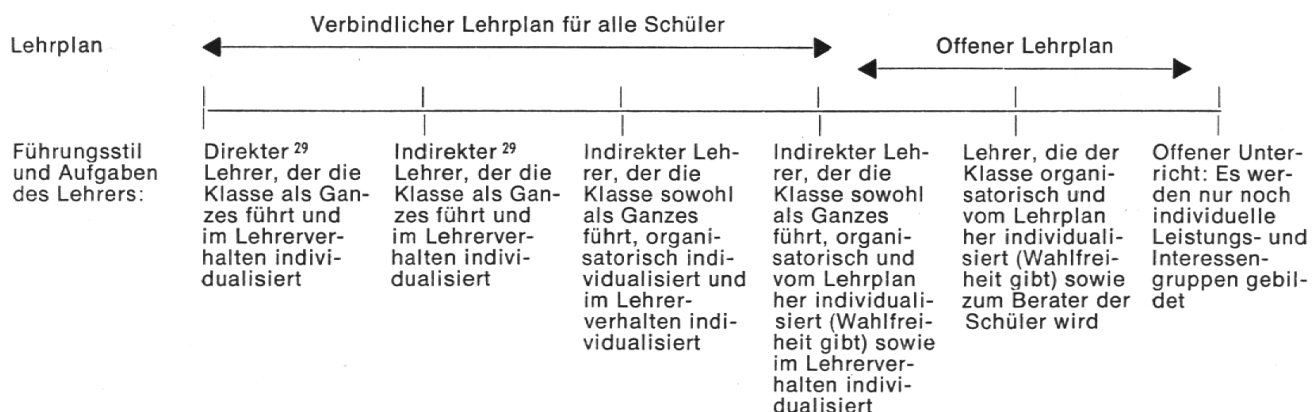 Verbindlicher Lehrplan für alle Schüler
Lehrplan
Offener Lehrplan
Führungsstil
und Aufgaben
des Lehrers:
Direkter 29
Lehrer, der die
Klasse als Gan-
zes führt und
im Lehrerver-
halten indivi-
dualisiert
Indirekter 29
Lehrer, der die
Klasse als Gan-
zes führt und
im Lehrerver-
halten indivi-
dualisiert
Indirekter Leh-
rer, der die
Klasse sowohl
als Ganzes
führt, organi-
satorisch indi-
vidualisiert und
im Lehrer-
verhalten indi-
vidualisiert
Indirekter Leh-
rer, der die
Klasse sowohl
als Ganzes
führt, organi-
satorisch und
vom Lehrplan
her individuali-
siert (Wahlfrei-
heit gibt) sowie
im Lehrerver-
halten indivi-
dualisiert
Lehrer, die der
Klasse organi-
satorisch und
vom Lehrplan
her individuali-
siert (Wahlfrei-
heit gibt) sowie
zum Berater der
Schüler wird
Offener Unter-
richt: Es wer-
den nur noch
individuelle
Leistungs- und
Interessen-
gruppen gebil-
det